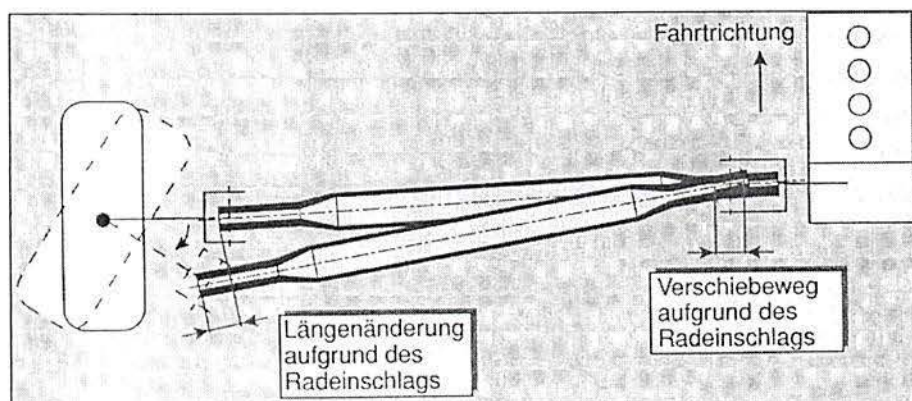 Fahrtrichtung
Längenänderung
aufgrund des
Radeinschlags
Verschiebeweg
aufgrund des
Radeinschlags